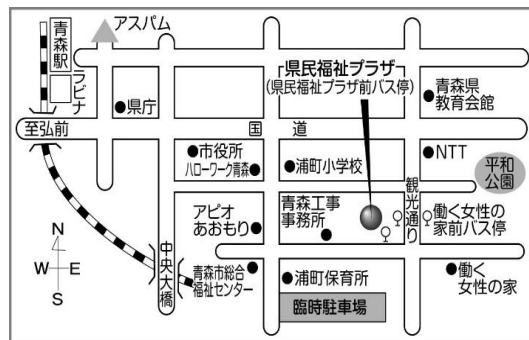 アスパム
青森駅
ラビナ
県庁
県民福祉プラザ
(県民福祉プラザ前バス停)
青森県
教育会館
至弘前
国道
市役所
ハローワーク青森
浦町小学校
NTT
平和
公園
観光通り
アピオ
あおもり
青森工事
事務所
働く女性の
家前バス停
N
W E
S
中央大橋
青森市総合
福祉センター
浦町保育所
働く
女性の家
臨時駐車場